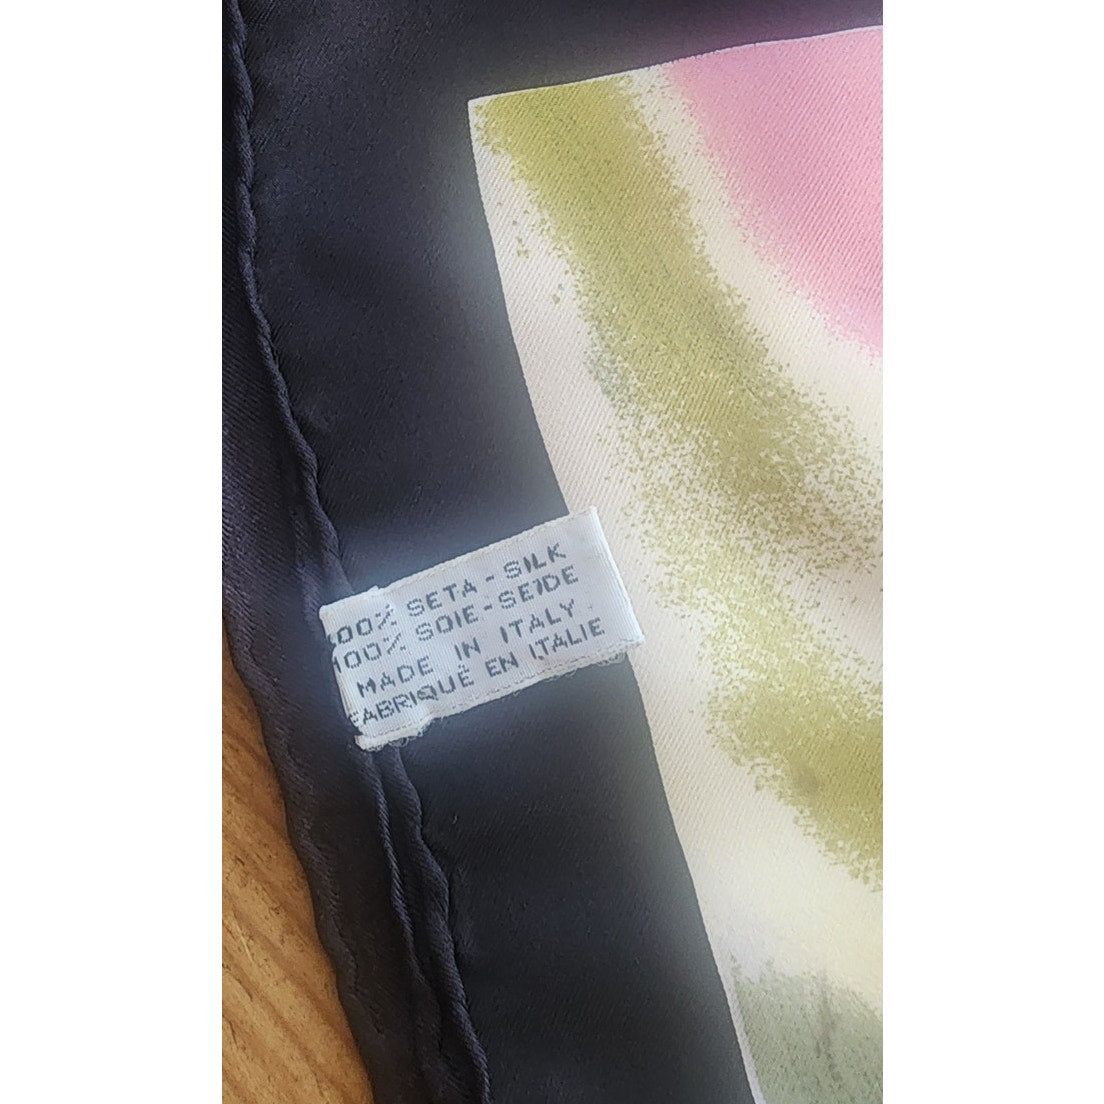 100% SETA - SILK
100% SOIE - SEIDE
MADE IN ITALY
FABRIQUÉ EN ITALIE